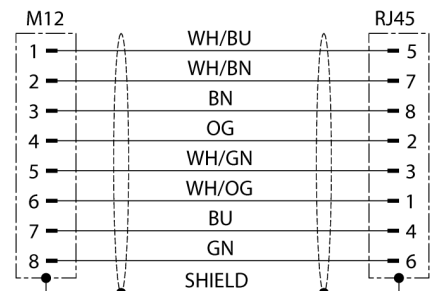 M12 RJ45
1 WH/BU 5
2 WH/BN 7
3 BN 8
4 OG 2
5 WH/GN 3
6 WH/OG 1
7 BU 4
8 GN 6
SHIELD